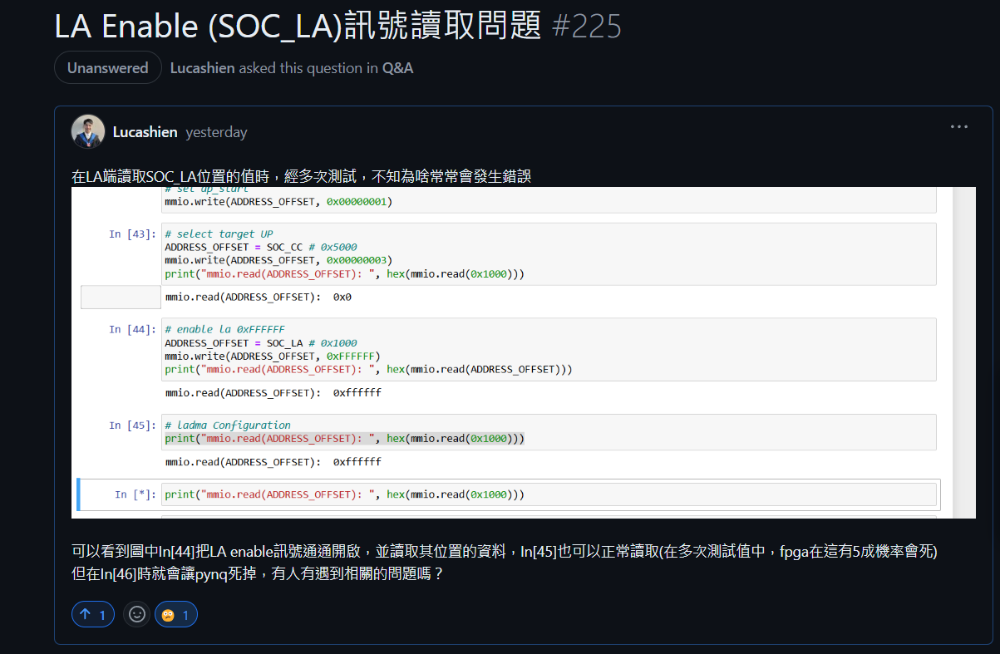 LA Enable (SOC_LA)訊號讀取問題 #225
Unanswered Lucashien asked this question in Q&A
Lucashien yesterday
在LA端讀取SOC_LA位置的值時，經多次測試，不知為啥常常會發生錯誤
# set up_start
mmio.write(ADDRESS_OFFSET, 0x00000001)
In [43]: # select target UP
ADDRESS_OFFSET = SOC_CC # 0x5000
mmio.write(ADDRESS_OFFSET, 0x00000003)
print("mmio.read(ADDRESS_OFFSET): ", hex(mmio.read(0x1000)))
mmio.read(ADDRESS_OFFSET):  0x0
In [44]: # enable la 0xFFFFFF
ADDRESS_OFFSET = SOC_LA # 0x1000
mmio.write(ADDRESS_OFFSET, 0xFFFFFF)
print("mmio.read(ADDRESS_OFFSET): ", hex(mmio.read(ADDRESS_OFFSET)))
mmio.read(ADDRESS_OFFSET):  0xffffff
In [45]: # ladma Configuration
print("mmio.read(ADDRESS_OFFSET): ", hex(mmio.read(0x1000)))
mmio.read(ADDRESS_OFFSET):  0xffffff
In [*]: print("mmio.read(ADDRESS_OFFSET): ", hex(mmio.read(0x1000)))
可以看到圖中In[44]把LA enable訊號通通開啟，並讀取其位置的資料，In[45]也可以正常讀取(在多次測試值中，fpga在這有5成機率會死)
但在In[46]時就會讓pynq死掉，有人有遇到相關的問題嗎？
1 1